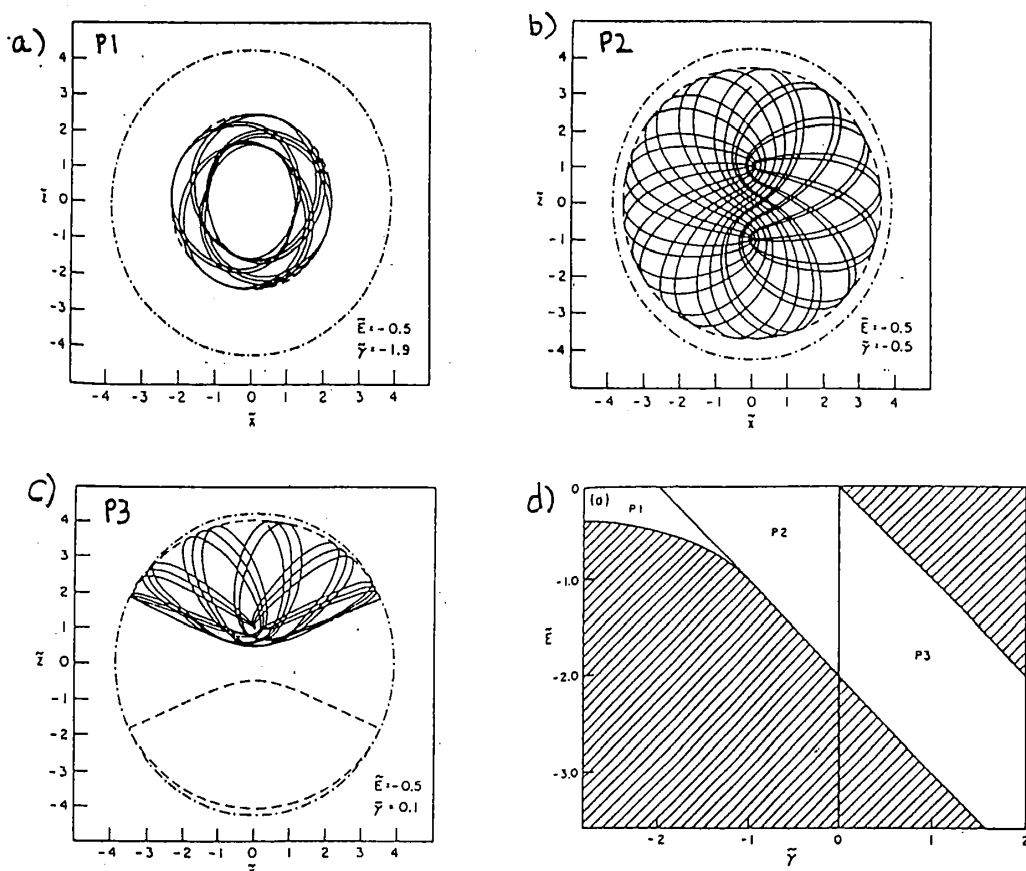 a)
P1
4
3
2
1
0
-1
-2
-3
-4
z̃
Ẽ=-0.5
γ̃=-1.9
-4 -3 -2 -1 0 1 2 3 4
x̃
b)
P2
4
3
2
1
0
-1
-2
-3
-4
z̃
Ẽ=-0.5
γ̃=-0.5
-4 -3 -2 -1 0 1 2 3 4
x̃
c)
P3
4
3
2
1
0
-1
-2
-3
-4
z̃
Ẽ=-0.5
γ̃=0.1
-4 -3 -2 -1 0 1 2 3 4
d)
(a)
P1
P2
P3
0
-1.0
-2.0
-3.0
Ẽ
-2 -1 0 1 2
γ̃